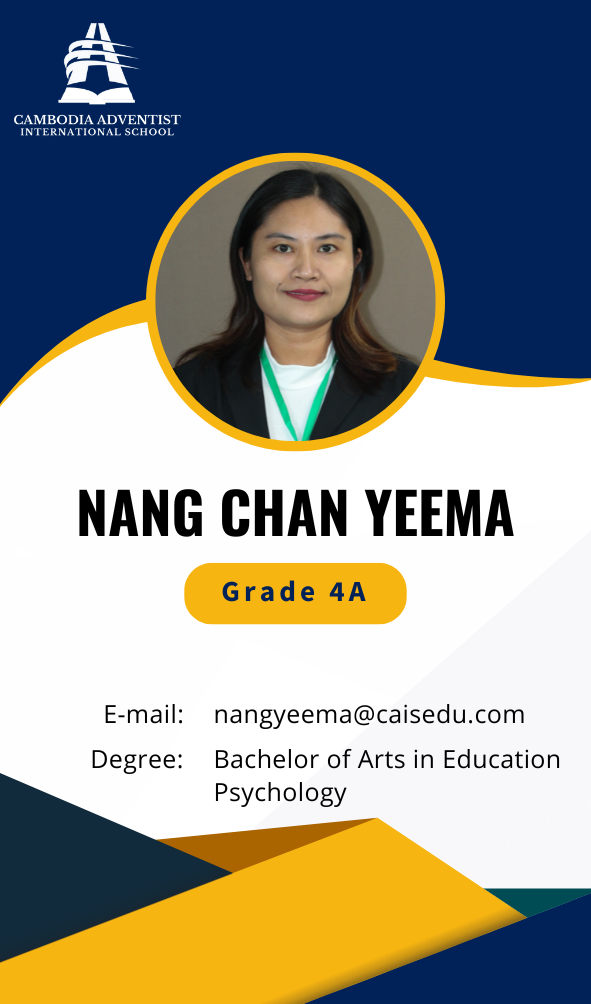 CAMBODIA ADVENTIST
INTERNATIONAL SCHOOL
NANG CHAN YEEMA
Grade 4A
E-mail: nangyeema@caisedu.com
Degree: Bachelor of Arts in Education
Psychology